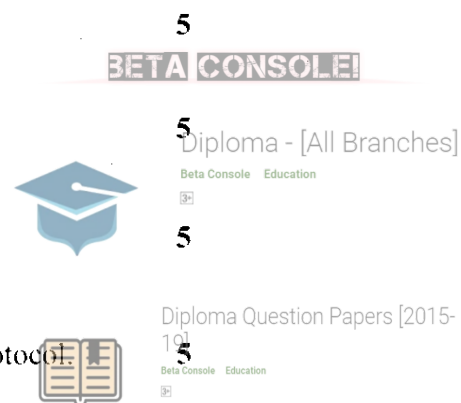 5
BETA CONSOLE!
5
Diploma - [All Branches]
Beta Console Education
3+
5
Diploma Question Papers [2015-
19]
otocol.
5
Beta Console Education
3+